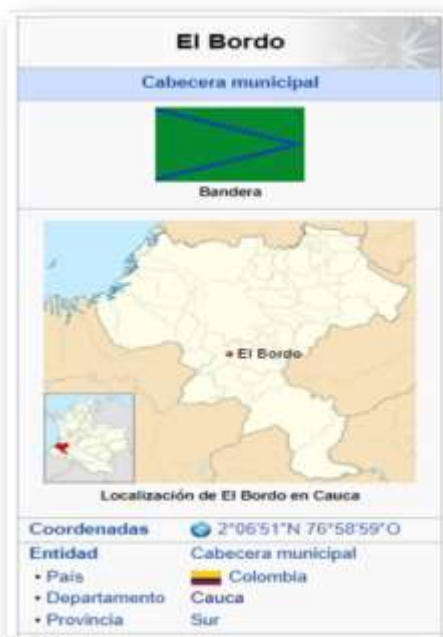 El Bordo
Cabecera municipal
Bandera
El Bordo
Localización de El Bordo en Cauca
Coordenadas 2°06′51″N 76°58′59″O
Entidad Cabecera municipal
• País Colombia
• Departamento Cauca
• Provincia Sur